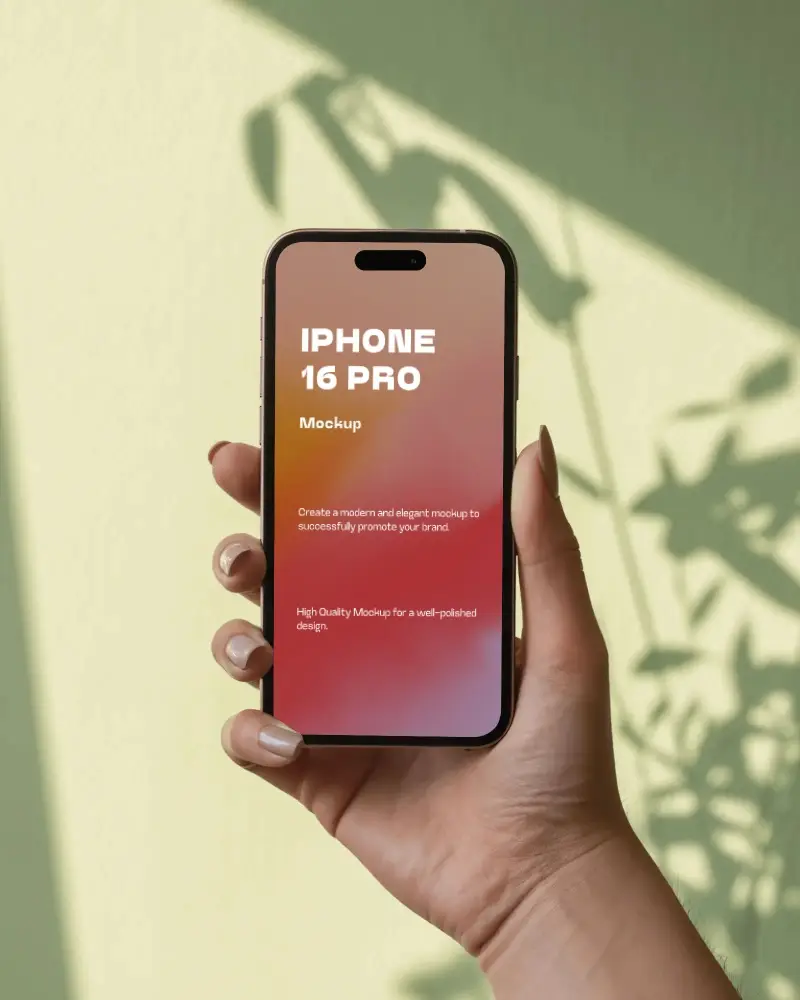 IPHONE
16 PRO
Mockup
Create a modern and elegant mockup to
successfully promote your brand.
High Quality Mockup for a well-polished
design.